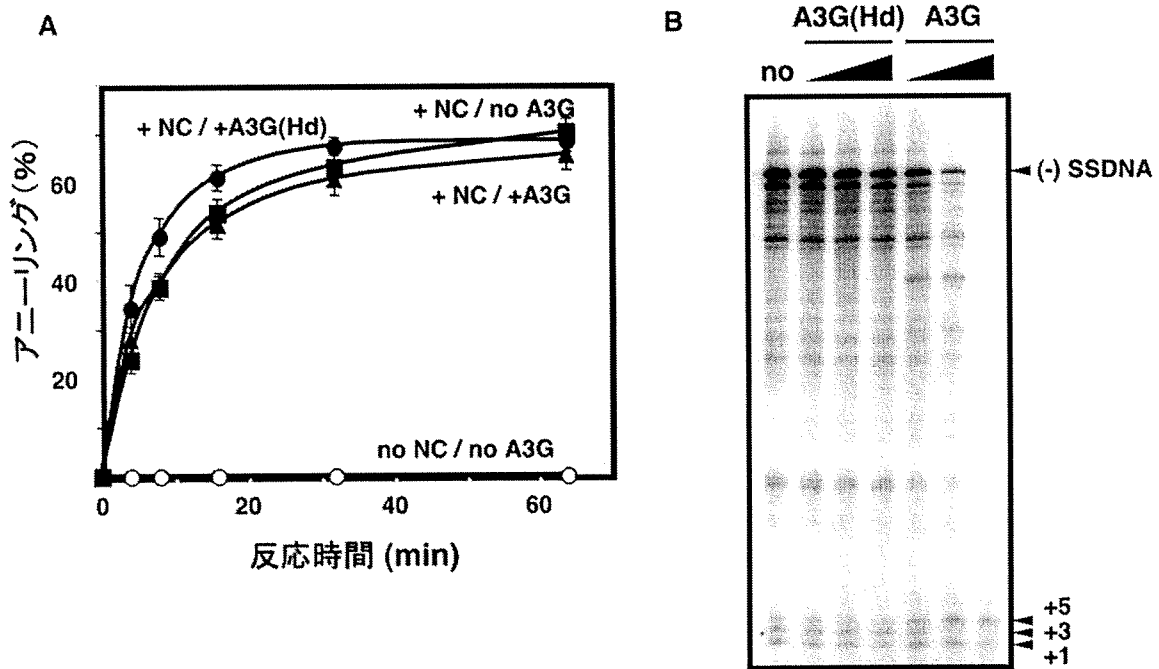 A
+ NC / +A3G(Hd)
+ NC / no A3G
+ NC / +A3G
no NC / no A3G
アニーリング (%)
60
40
20
0
20
40
60
反応時間 (min)
B
A3G(Hd)
A3G
no
(-) SSDNA
+5
+3
+1